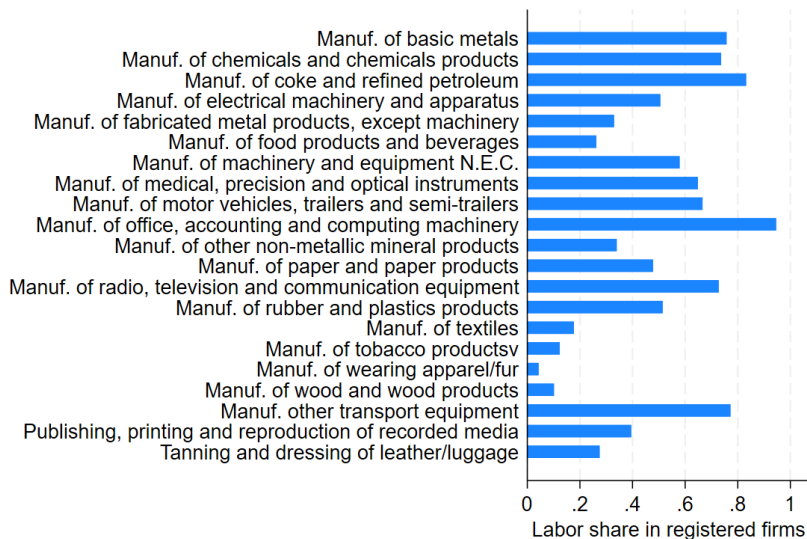 Manuf. of basic metals
Manuf. of chemicals and chemicals products
Manuf. of coke and refined petroleum
Manuf. of electrical machinery and apparatus
Manuf. of fabricated metal products, except machinery
Manuf. of food products and beverages
Manuf. of machinery and equipment N.E.C.
Manuf. of medical, precision and optical instruments
Manuf. of motor vehicles, trailers and semi-trailers
Manuf. of office, accounting and computing machinery
Manuf. of other non-metallic mineral products
Manuf. of paper and paper products
Manuf. of radio, television and communication equipment
Manuf. of rubber and plastics products
Manuf. of textiles
Manuf. of tobacco productsv
Manuf. of wearing apparel/fur
Manuf. of wood and wood products
Manuf. other transport equipment
Publishing, printing and reproduction of recorded media
Tanning and dressing of leather/luggage
0 .2 .4 .6 .8 1
Labor share in registered firms